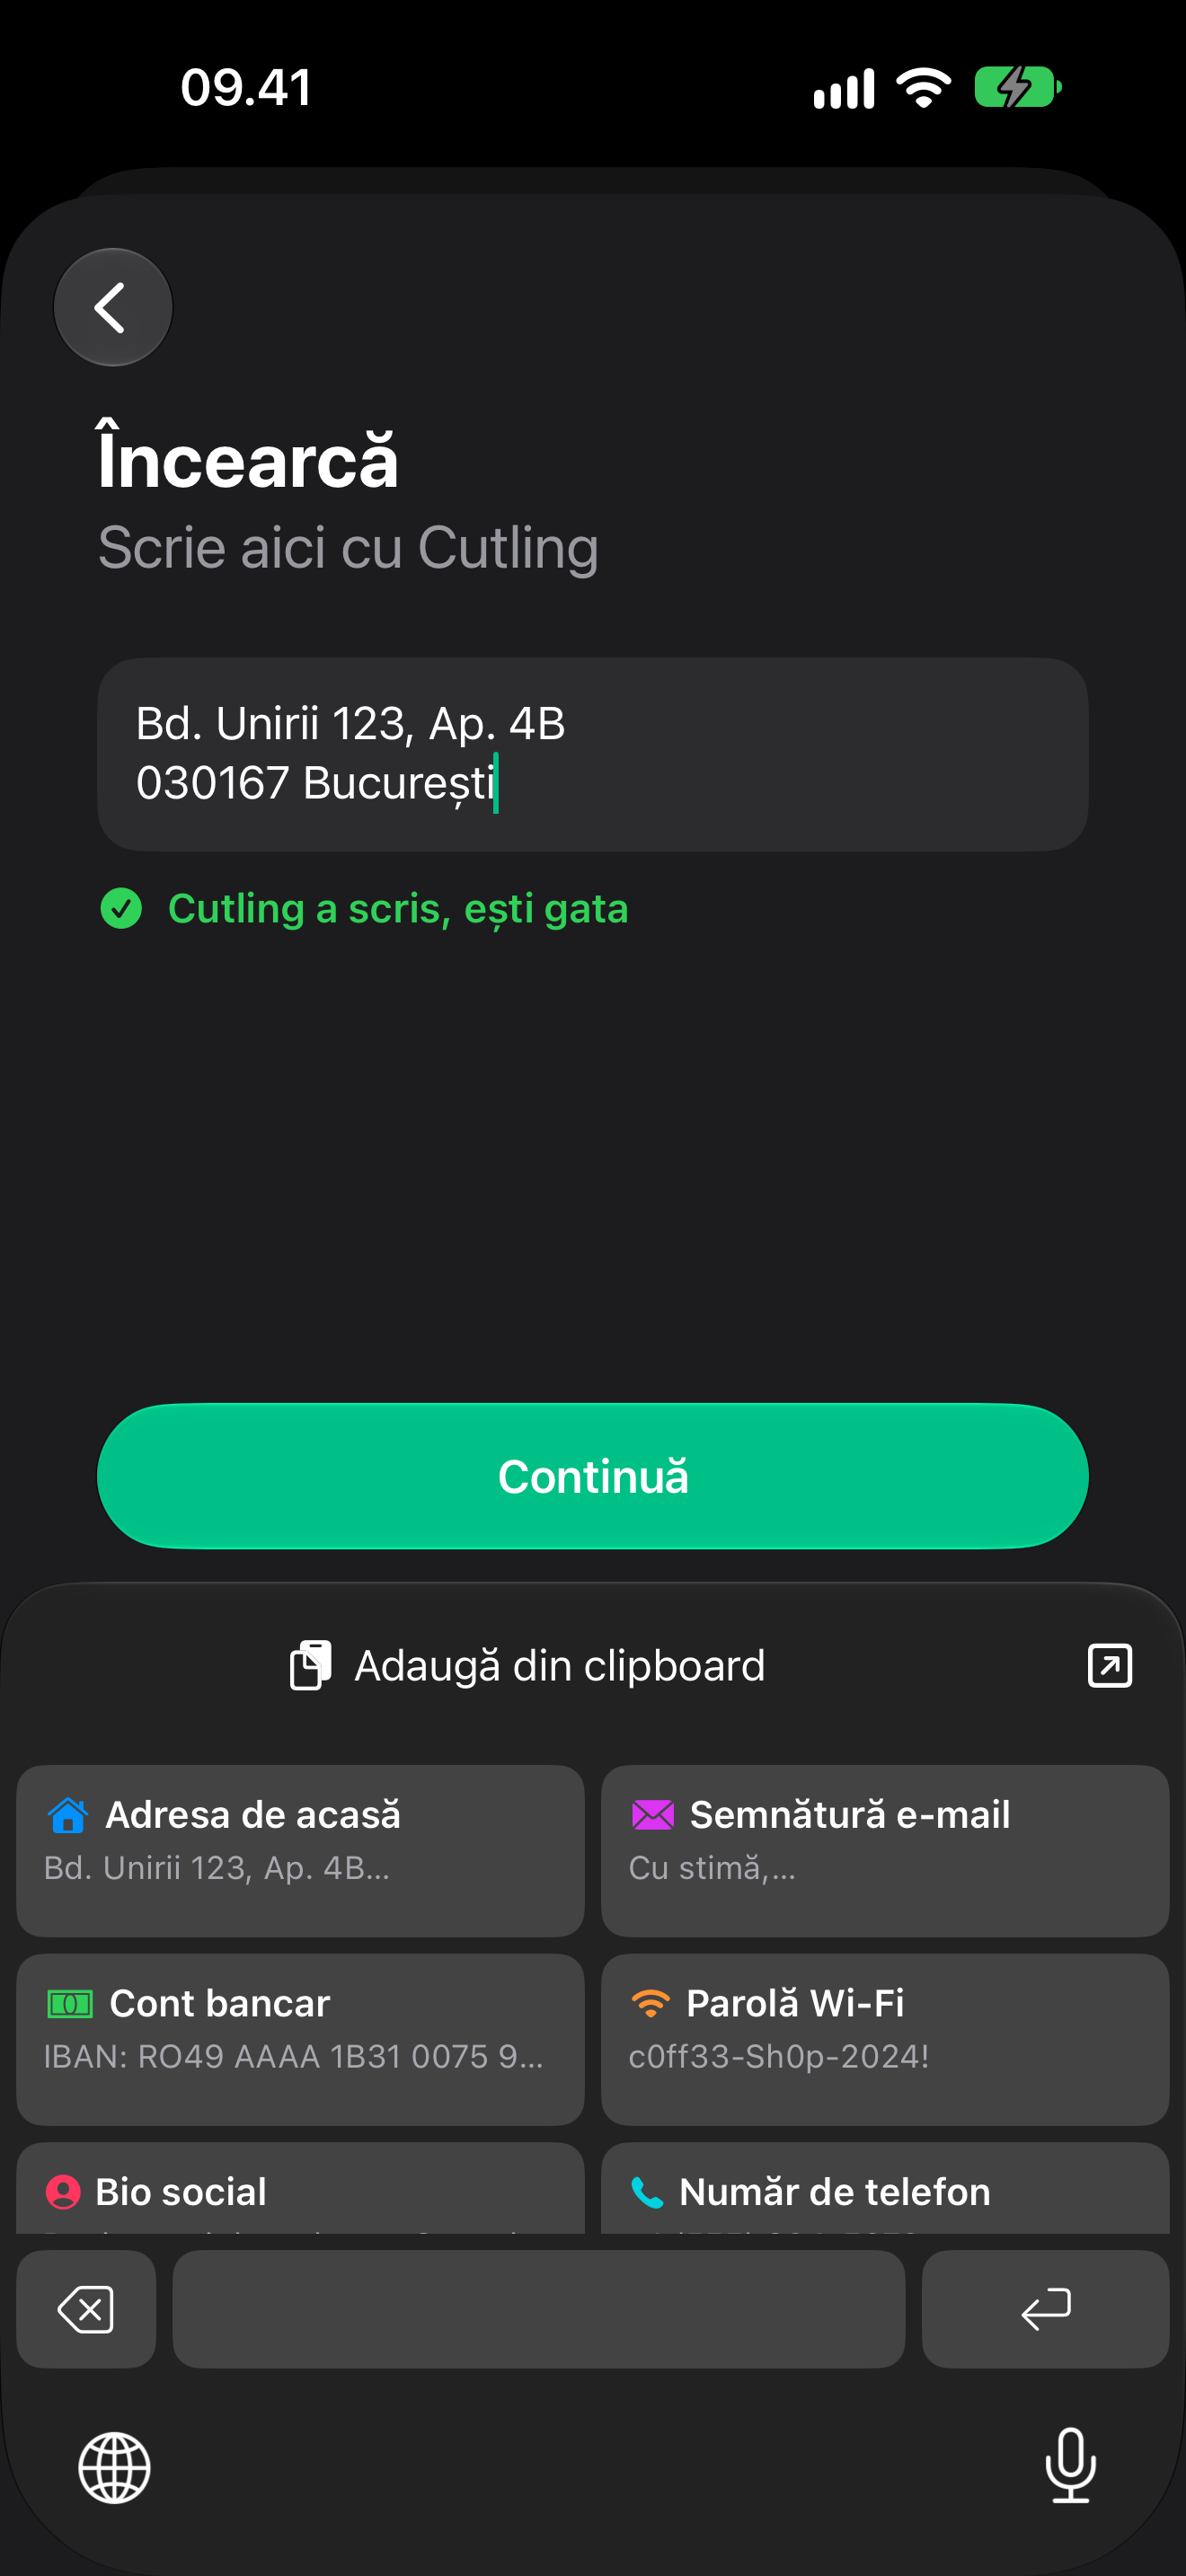 09.41
Încearcă
Scrie aici cu Cutling
Bd. Unirii 123, Ap. 4B
030167 București
Cutling a scris, ești gata
Continuă
Adaugă din clipboard
Adresa de acasă
Bd. Unirii 123, Ap. 4B...
Semnătură e-mail
Cu stimă,...
Cont bancar
IBAN: RO49 AAAA 1B31 0075 9...
Parolă Wi-Fi
c0ff33-Sh0p-2024!
Bio social
Număr de telefon